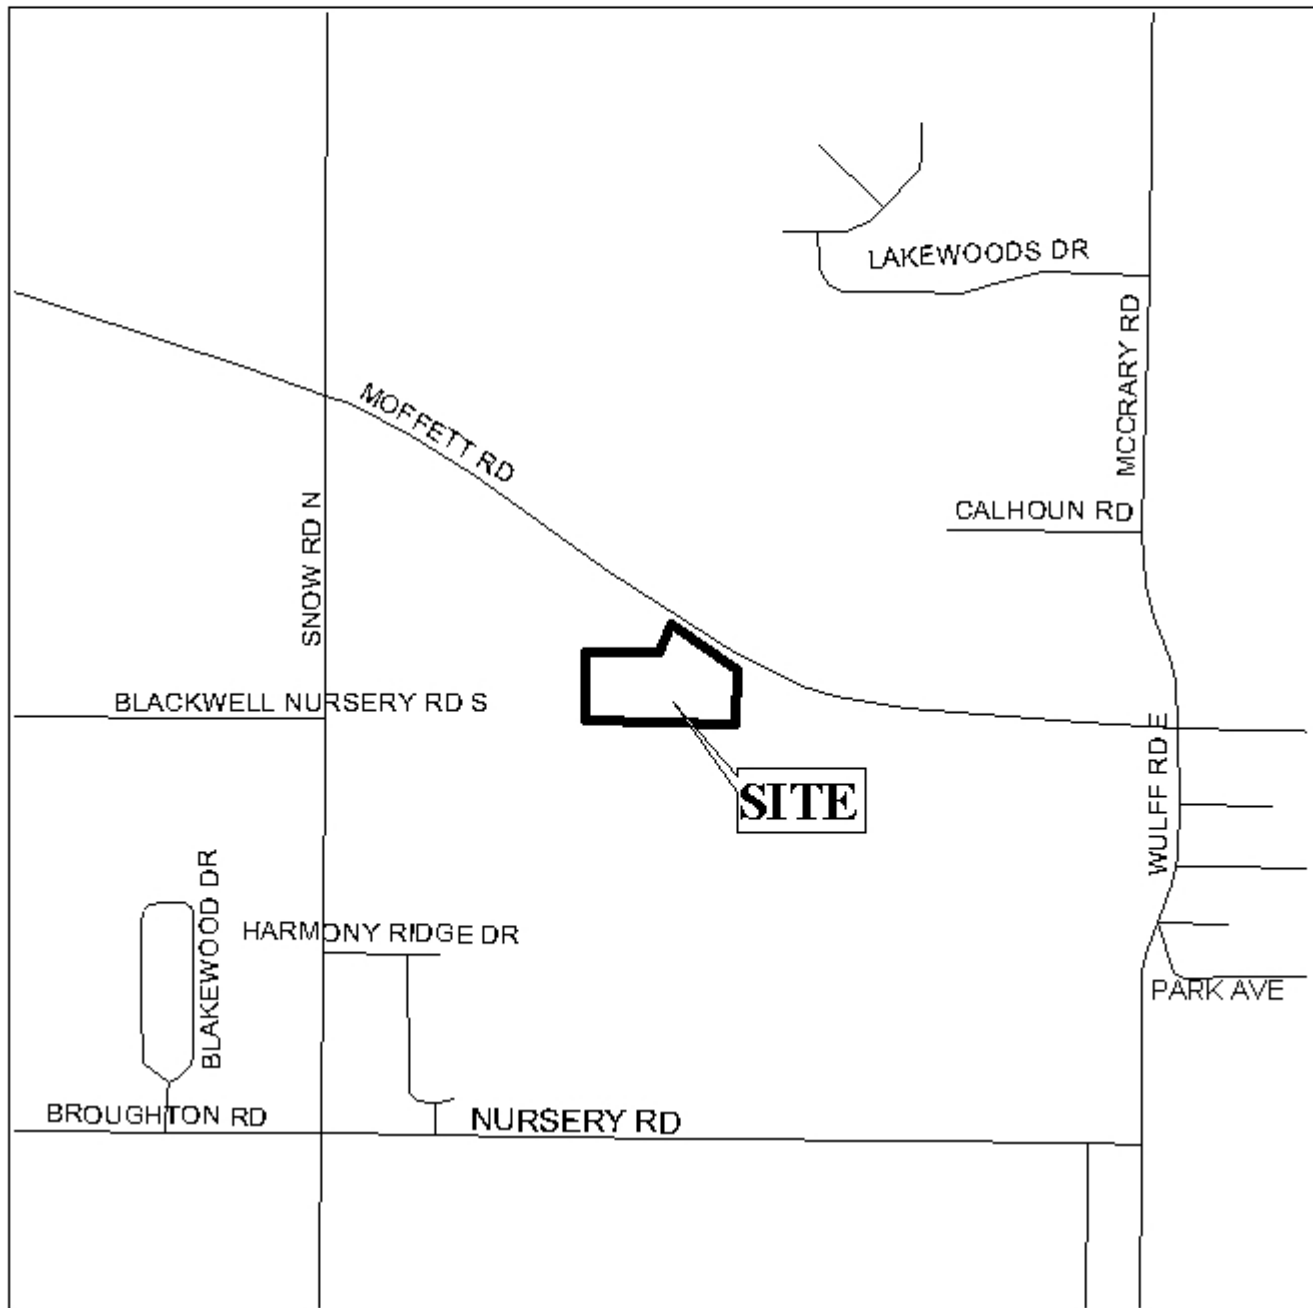 LAKEWOODS DR
MCCRARY RD
MOFFETT RD
SNOW RD N
CALHOUN RD
BLACKWELL NURSERY RD S
WULFF RD E
SITE
BLAKEWOOD DR
HARMONY RIDGE DR
PARK AVE
BROUGHTON RD
NURSERY RD